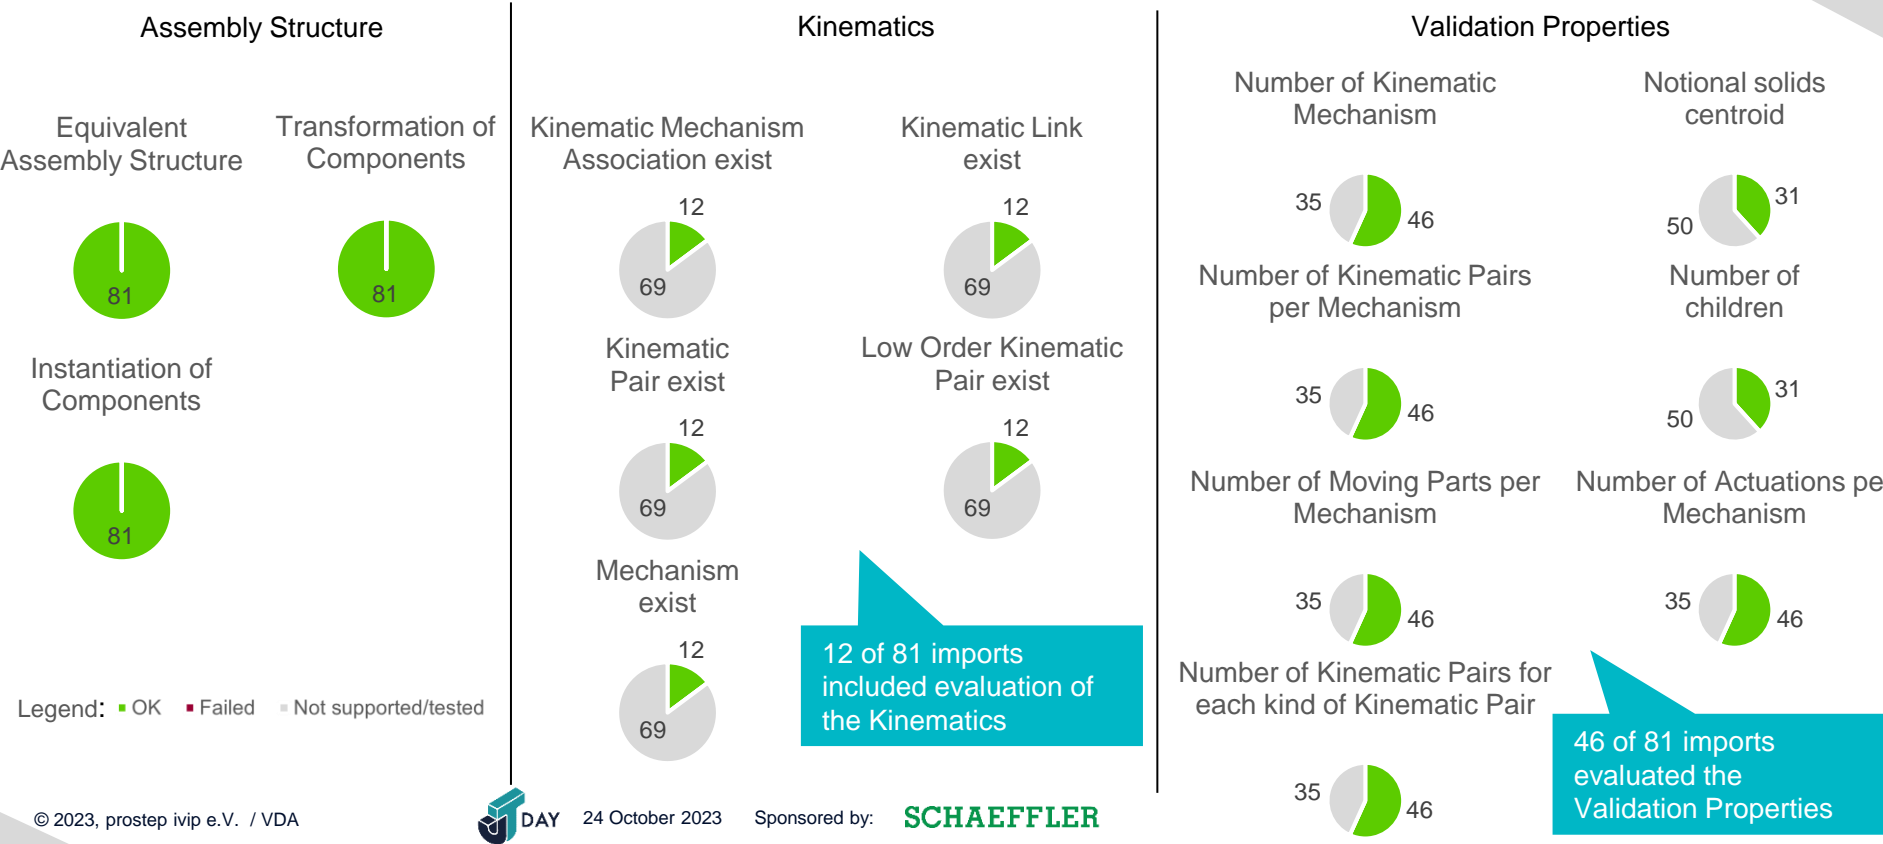 Assembly Structure
Equivalent
Assembly Structure
81
Transformation of
Components
81
Instantiation of
Components
81
Legend: OK Failed Not supported/tested
Kinematics
Kinematic Mechanism
Association exist
12
69
Kinematic Link
exist
12
69
Kinematic
Pair exist
12
69
Low Order Kinematic
Pair exist
12
69
Mechanism
exist
12
69
12 of 81 imports
included evaluation of
the Kinematics
Validation Properties
Number of Kinematic
Mechanism
35
46
Notional solids
centroid
31
50
Number of Kinematic Pairs
per Mechanism
35
46
Number of
children
31
50
Number of Moving Parts per
Mechanism
35
46
Number of Actuations pe
Mechanism
35
46
Number of Kinematic Pairs for
each kind of Kinematic Pair
35
46
46 of 81 imports
evaluated the
Validation Properties
© 2023, prostep ivip e.V. / VDA
JT DAY
24 October 2023
Sponsored by:
SCHAEFFLER